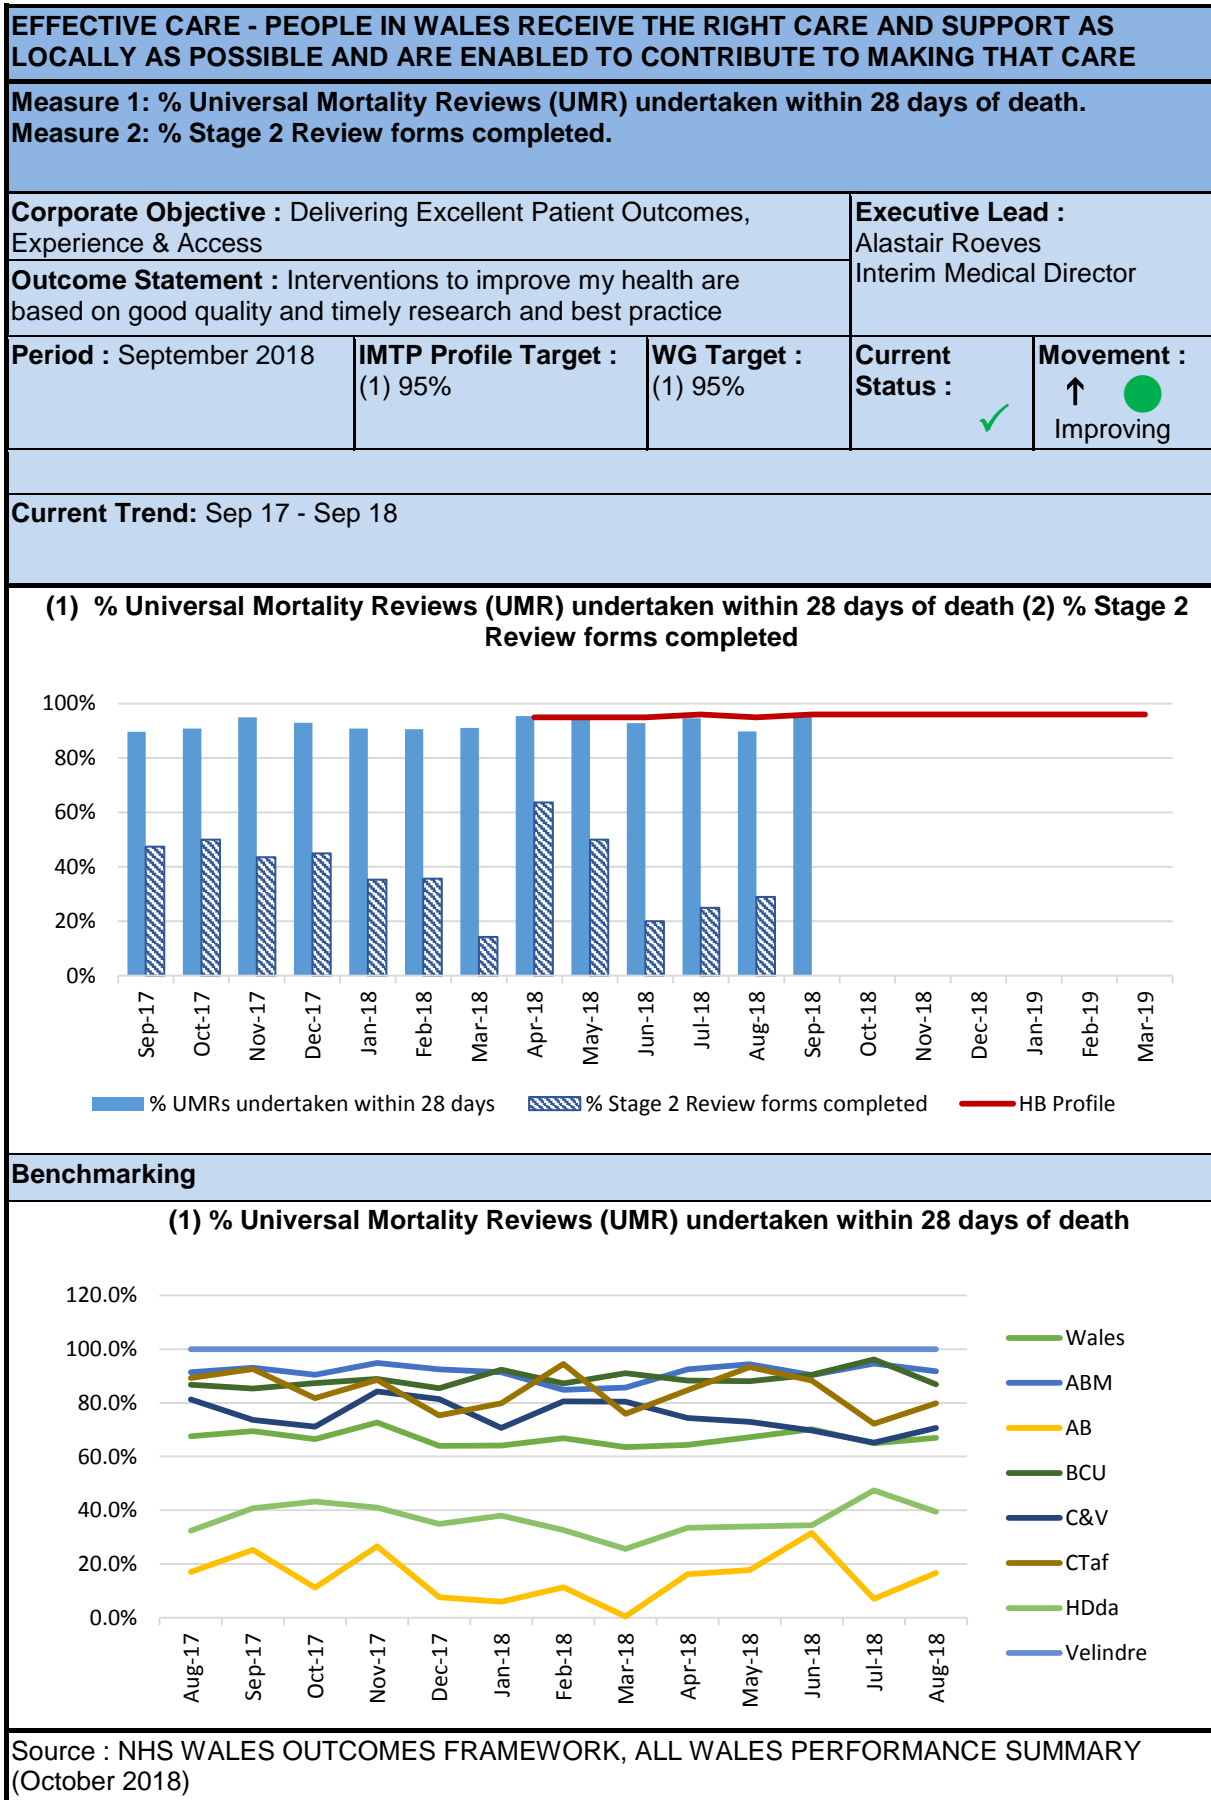 EFFECTIVE CARE - PEOPLE IN WALES RECEIVE THE RIGHT CARE AND SUPPORT AS
LOCALLY AS POSSIBLE AND ARE ENABLED TO CONTRIBUTE TO MAKING THAT CARE
Measure 1: % Universal Mortality Reviews (UMR) undertaken within 28 days of death.
Measure 2: % Stage 2 Review forms completed.
Corporate Objective : Delivering Excellent Patient Outcomes,
Experience & Access
Executive Lead :
Alastair Roeves
Interim Medical Director
Outcome Statement : Interventions to improve my health are
based on good quality and timely research and best practice
Period : September 2018
IMTP Profile Target :
(1) 95%
WG Target :
(1) 95%
Current
Status :
✓
Movement :
↑
Improving
Current Trend: Sep 17 - Sep 18
(1) % Universal Mortality Reviews (UMR) undertaken within 28 days of death (2) % Stage 2
Review forms completed
100%
80%
60%
40%
20%
0%
Sep-17
Oct-17
Nov-17
Dec-17
Jan-18
Feb-18
Mar-18
Apr-18
May-18
Jun-18
Jul-18
Aug-18
Sep-18
Oct-18
Nov-18
Dec-18
Jan-19
Feb-19
Mar-19
% UMRs undertaken within 28 days
% Stage 2 Review forms completed
HB Profile
Benchmarking
(1) % Universal Mortality Reviews (UMR) undertaken within 28 days of death
120.0%
100.0%
80.0%
60.0%
40.0%
20.0%
0.0%
Aug-17
Sep-17
Oct-17
Nov-17
Dec-17
Jan-18
Feb-18
Mar-18
Apr-18
May-18
Jun-18
Jul-18
Aug-18
Wales
ABM
AB
BCU
C&V
CTaf
HDda
Velindre
Source : NHS WALES OUTCOMES FRAMEWORK, ALL WALES PERFORMANCE SUMMARY
(October 2018)